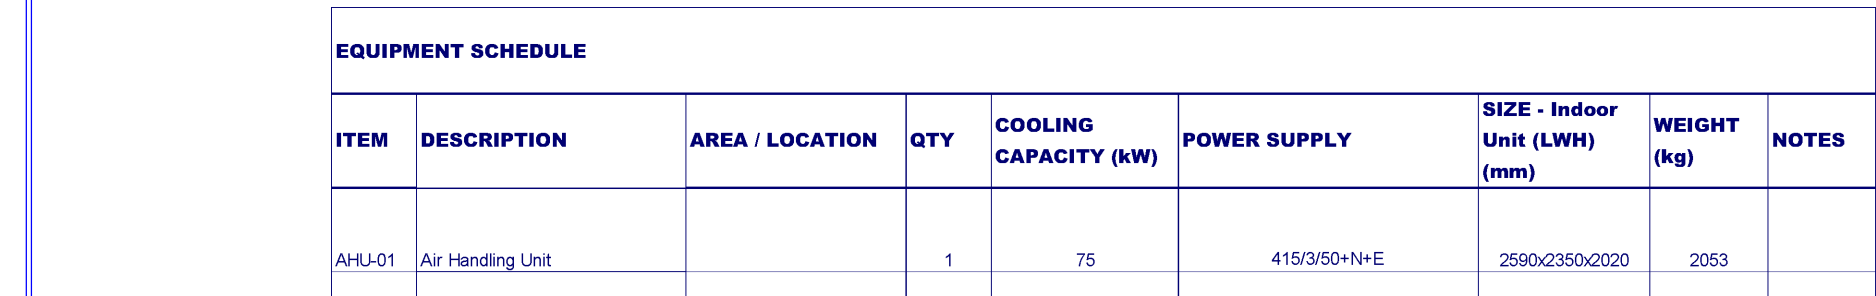 EQUIPMENT SCHEDULE
ITEM DESCRIPTION AREA / LOCATION QTY COOLING CAPACITY (kW) POWER SUPPLY SIZE - Indoor Unit (LWH) (mm) WEIGHT (kg) NOTES
AHU-01 Air Handling Unit 1 75 415/3/50+N+E 2590x2350x2020 2053